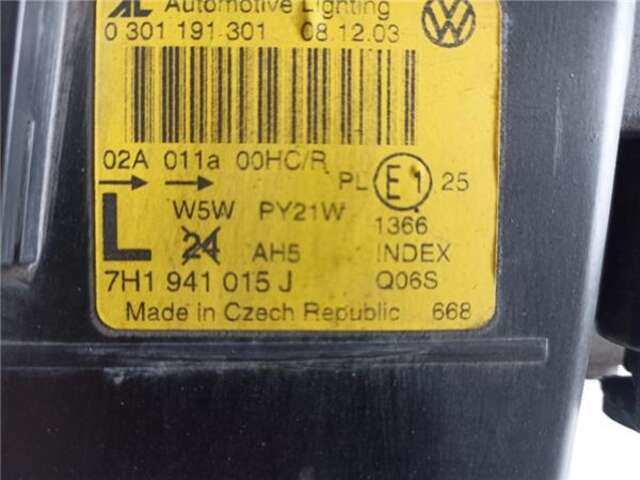 AL Automotive Lighting
0 301 191 301 08.12.03
02A 011a 00HC/R
PL E1 25
W5W PY21W 1366
L 24 AH5 INDEX
7H1 941 015 J Q06S
Made in Czech Republic 668